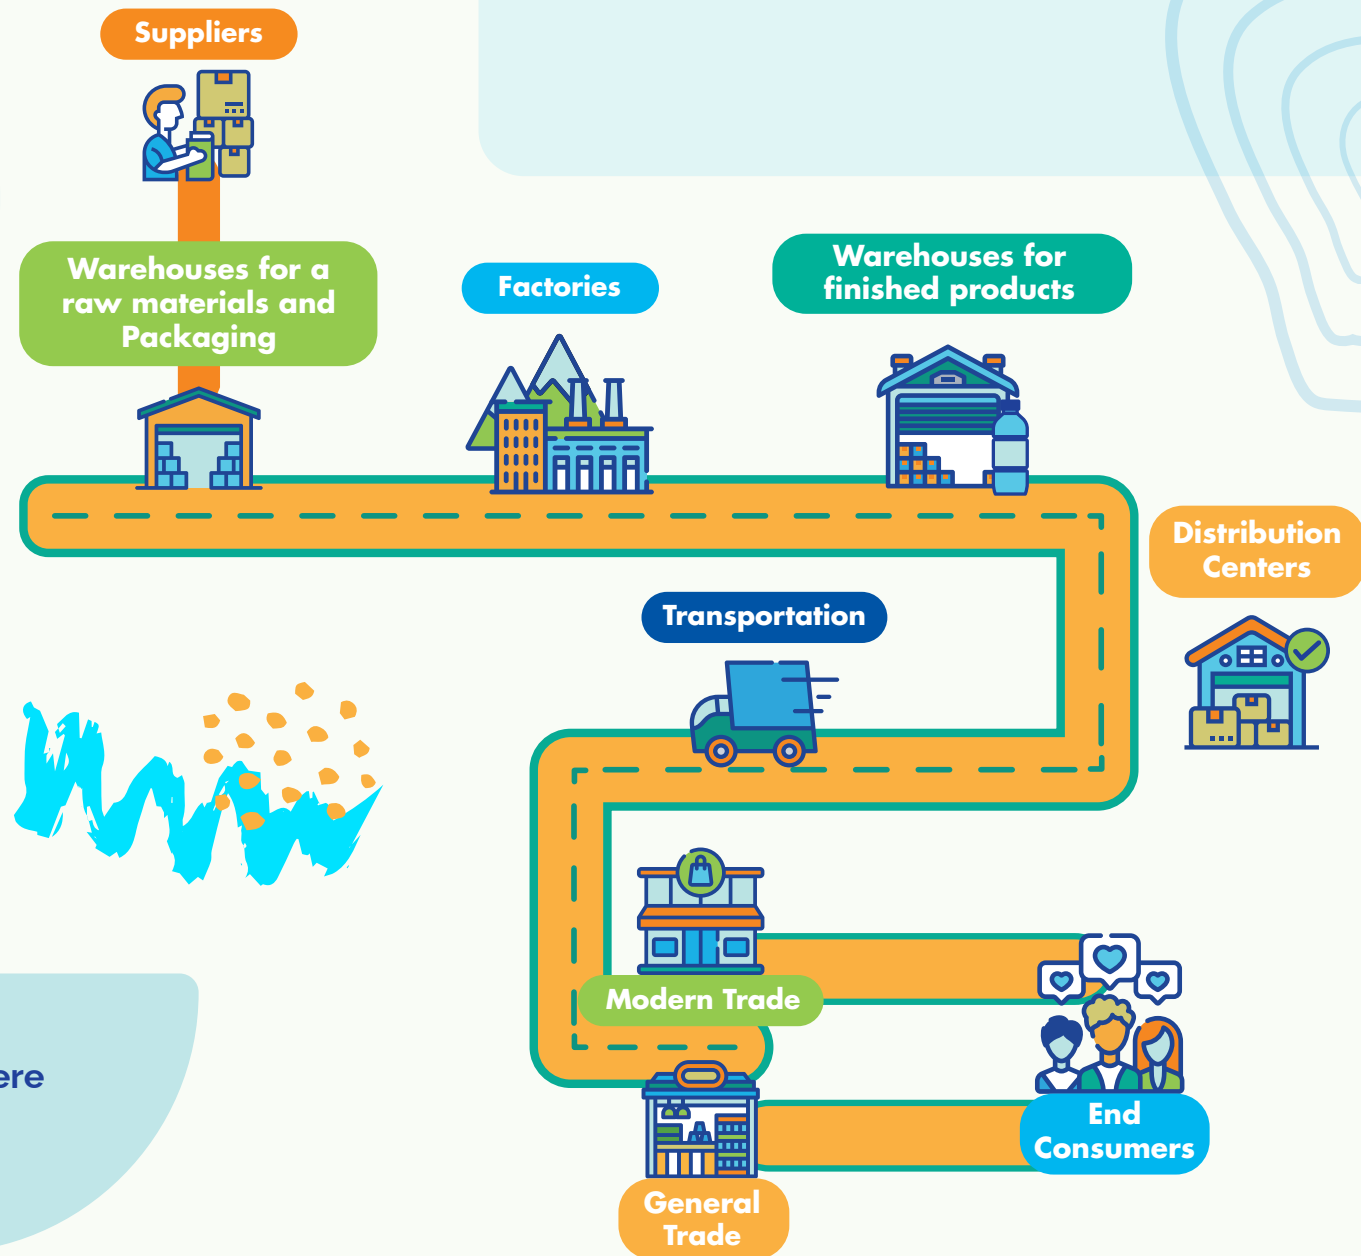 Suppliers
Warehouses for a
raw materials and
Packaging
Factories
Warehouses for
finished products
Distribution
Centers
Transportation
Modern Trade
ere
End
Consumers
General
Trade